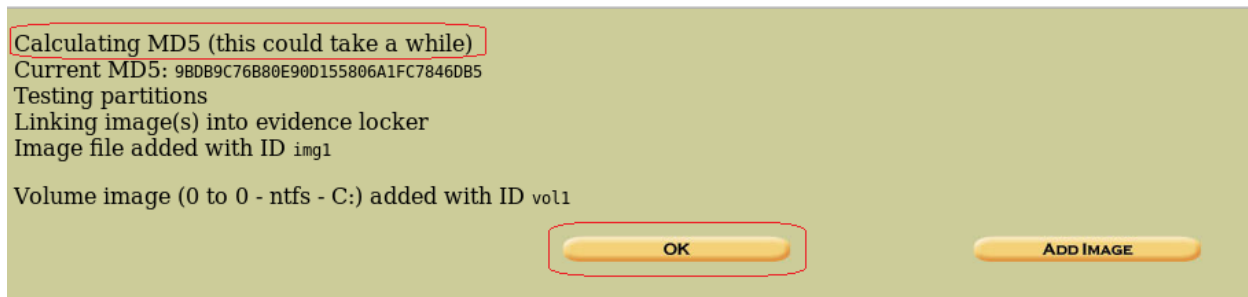 Calculating MD5 (this could take a while)
Current MD5: 9BDB9C76B80E90D155806A1FC7846DB5
Testing partitions
Linking image(s) into evidence locker
Image file added with ID img1
Volume image (0 to 0 - ntfs - C:) added with ID vol1
OK
ADD IMAGE